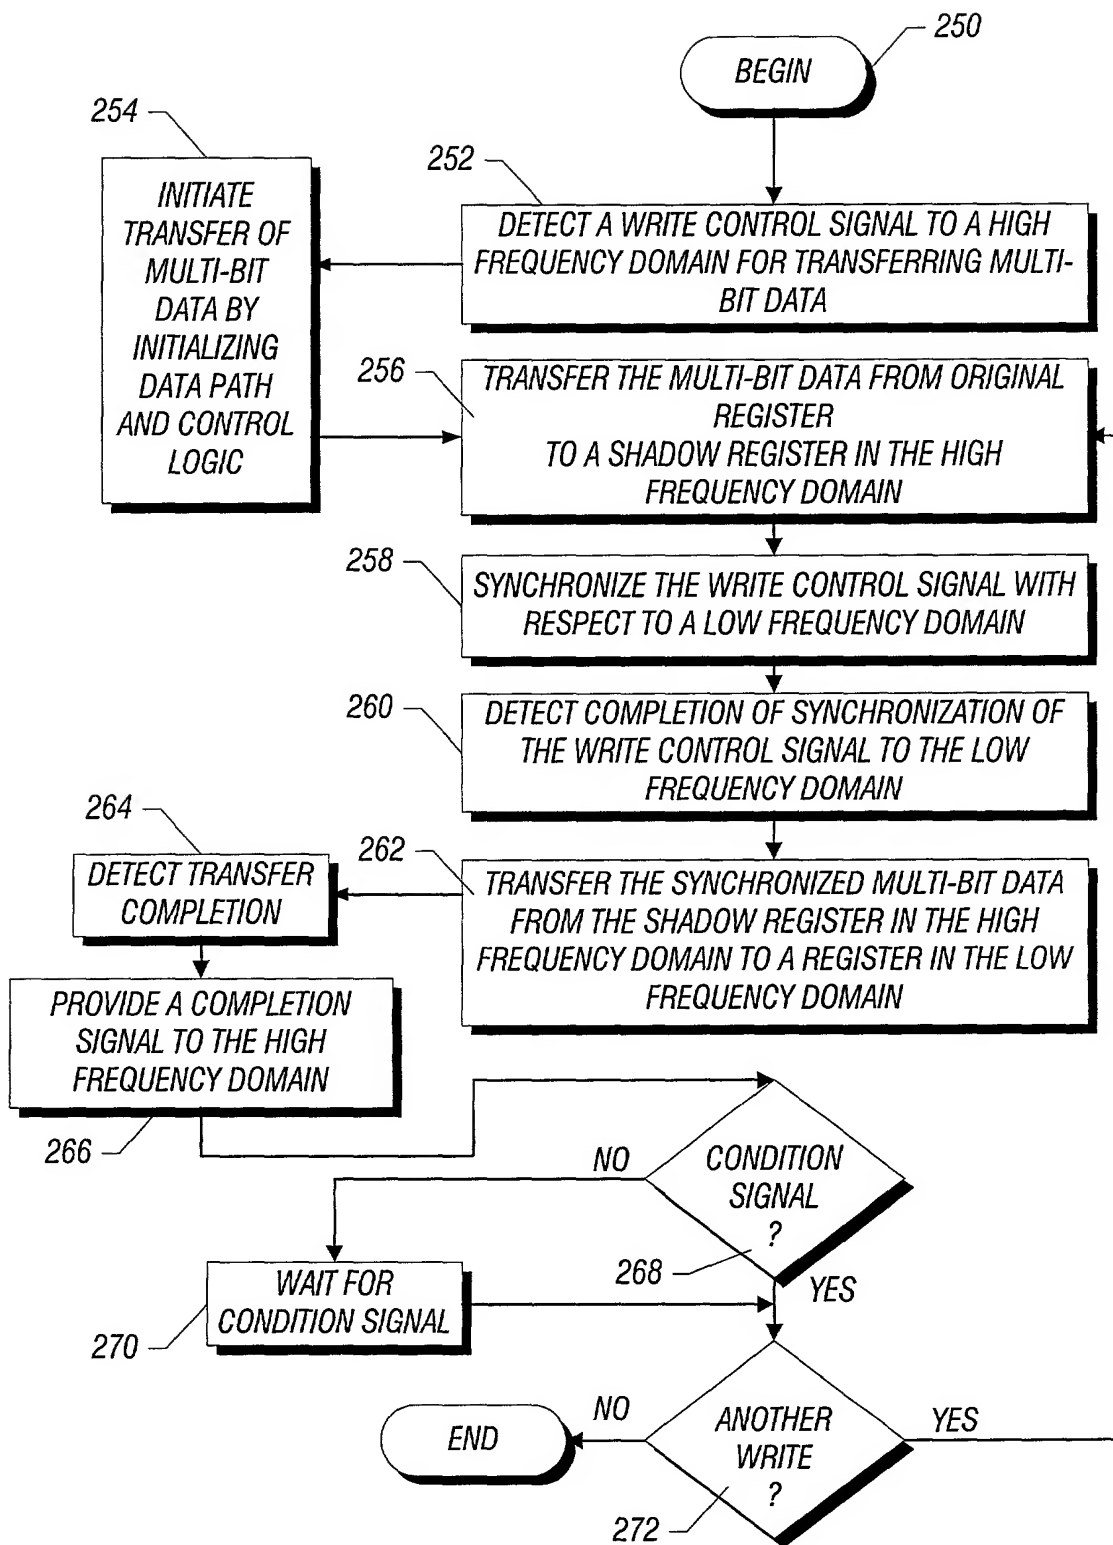 250
BEGIN
254
252
INITIATE
TRANSFER OF
MULTI-BIT
DATA BY
INITIALIZING
DATA PATH
AND CONTROL
LOGIC
DETECT A WRITE CONTROL SIGNAL TO A HIGH
FREQUENCY DOMAIN FOR TRANSFERRING MULTI-
BIT DATA
256
TRANSFER THE MULTI-BIT DATA FROM ORIGINAL
REGISTER
TO A SHADOW REGISTER IN THE HIGH
FREQUENCY DOMAIN
258
SYNCHRONIZE THE WRITE CONTROL SIGNAL WITH
RESPECT TO A LOW FREQUENCY DOMAIN
260
DETECT COMPLETION OF SYNCHRONIZATION OF
THE WRITE CONTROL SIGNAL TO THE LOW
FREQUENCY DOMAIN
262
TRANSFER THE SYNCHRONIZED MULTI-BIT DATA
FROM THE SHADOW REGISTER IN THE HIGH
FREQUENCY DOMAIN TO A REGISTER IN THE LOW
FREQUENCY DOMAIN
264
DETECT TRANSFER
COMPLETION
PROVIDE A COMPLETION
SIGNAL TO THE HIGH
FREQUENCY DOMAIN
266
NO
CONDITION
SIGNAL
?
268
YES
WAIT FOR
CONDITION SIGNAL
270
END
NO
ANOTHER
WRITE
?
YES
272